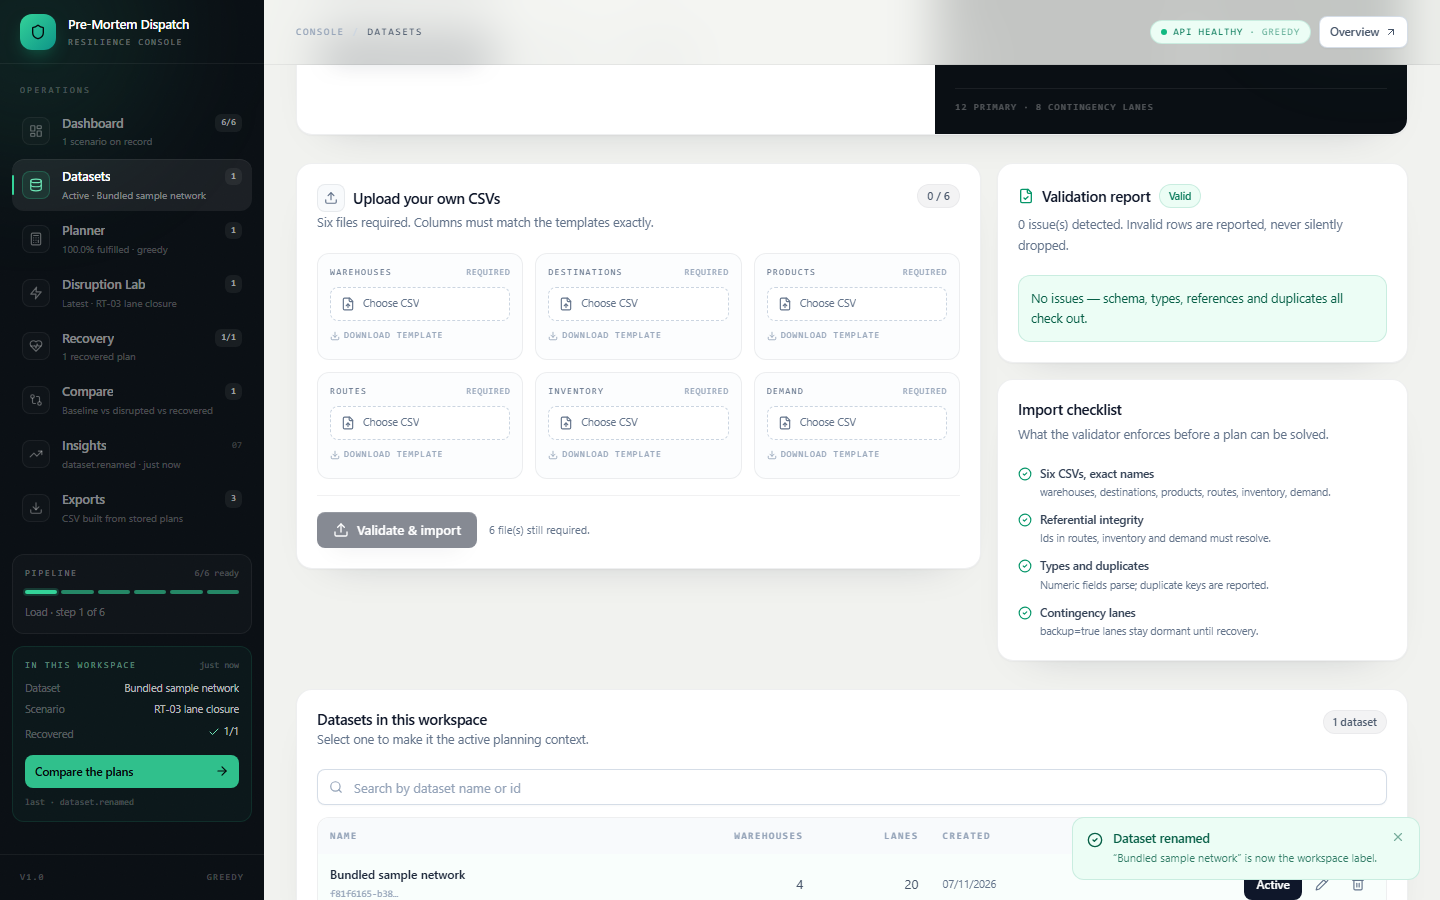 Pre-Mortem Dispatch
RESILIENCE CONSOLE
OPERATIONS
Dashboard 6/6
1 scenario on record
Datasets 1
Active · Bundled sample network
Planner 1
100.0% fulfilled · greedy
Disruption Lab 1
Latest · RT-03 lane closure
Recovery 1/1
1 recovered plan
Compare 1
Baseline vs disrupted vs recovered
Insights 07
dataset.renamed · just now
Exports 3
CSV built from stored plans
PIPELINE 6/6 ready
Load · step 1 of 6
IN THIS WORKSPACE just now
Dataset Bundled sample network
Scenario RT-03 lane closure
Recovered 1/1
Compare the plans
last · dataset.renamed
V1.0 GREEDY
CONSOLE / DATASETS
API HEALTHY · GREEDY
Overview
12 PRIMARY · 8 CONTINGENCY LANES
Upload your own CSVs 0 / 6
Six files required. Columns must match the templates exactly.
WAREHOUSES REQUIRED
Choose CSV
DOWNLOAD TEMPLATE
DESTINATIONS REQUIRED
Choose CSV
DOWNLOAD TEMPLATE
PRODUCTS REQUIRED
Choose CSV
DOWNLOAD TEMPLATE
ROUTES REQUIRED
Choose CSV
DOWNLOAD TEMPLATE
INVENTORY REQUIRED
Choose CSV
DOWNLOAD TEMPLATE
DEMAND REQUIRED
Choose CSV
DOWNLOAD TEMPLATE
Validate & import 6 file(s) still required.
Validation report Valid
0 issue(s) detected. Invalid rows are reported, never silently
dropped.
No issues — schema, types, references and duplicates all
check out.
Import checklist
What the validator enforces before a plan can be solved.
Six CSVs, exact names
warehouses, destinations, products, routes, inventory, demand.
Referential integrity
Ids in routes, inventory and demand must resolve.
Types and duplicates
Numeric fields parse; duplicate keys are reported.
Contingency lanes
backup=true lanes stay dormant until recovery.
Datasets in this workspace 1 dataset
Select one to make it the active planning context.
Search by dataset name or id
NAME WAREHOUSES LANES CREATED
Bundled sample network 4 20 07/11/2026 Active
f81f6165-b38…
Dataset renamed
“Bundled sample network” is now the workspace label.